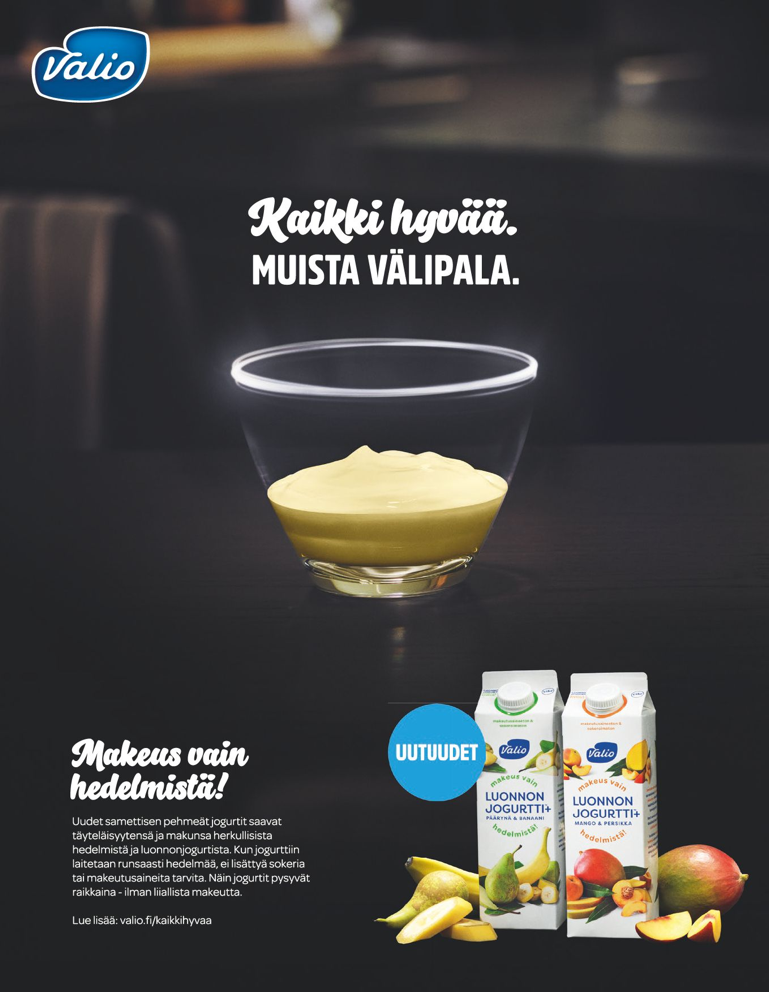 Valio
Kaikki hyvää.
MUISTA VÄLIPALA.
Makeus vain
hedelmistä!
Uudet samettisen pehmeät jogurtit saavat
täyteläisyytensä ja makunsa herkullisista
hedelmistä ja luonnonjogurtista. Kun jogurttiin
laitetaan runsaasti hedelmää, ei lisättyä sokeria
tai makeutusaineita tarvita. Näin jogurtit pysyvät
raikkaina - ilman liiallista makeutta.
Lue lisää: valio.fi/kaikkihyvaa
UUTUUDET
Valio
makeus vain
LUONNON
JOGURTTI+
PÄÄRYNÄ & BANAANI
hedelmistä!
Valio
makeus vain
LUONNON
JOGURTTI+
MANGO & PERSIKKA
hedelmistä!